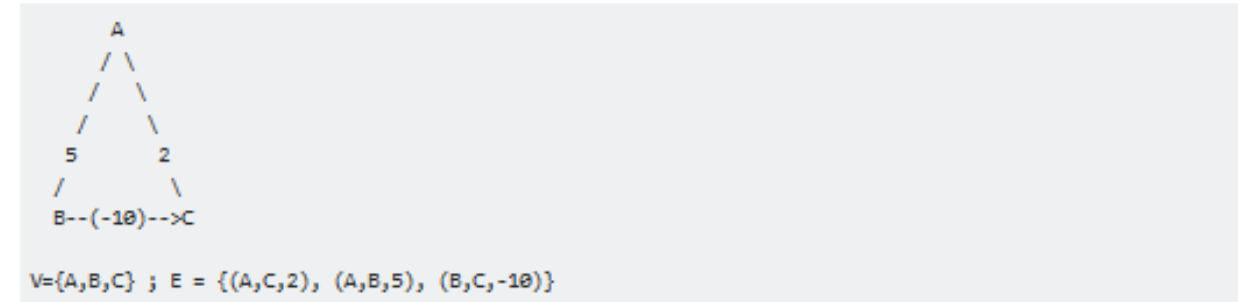 A
/ \
/ \
/ \
5 2
/ \
B--(-10)-->C
V={A,B,C} ; E = {(A,C,2), (A,B,5), (B,C,-10)}